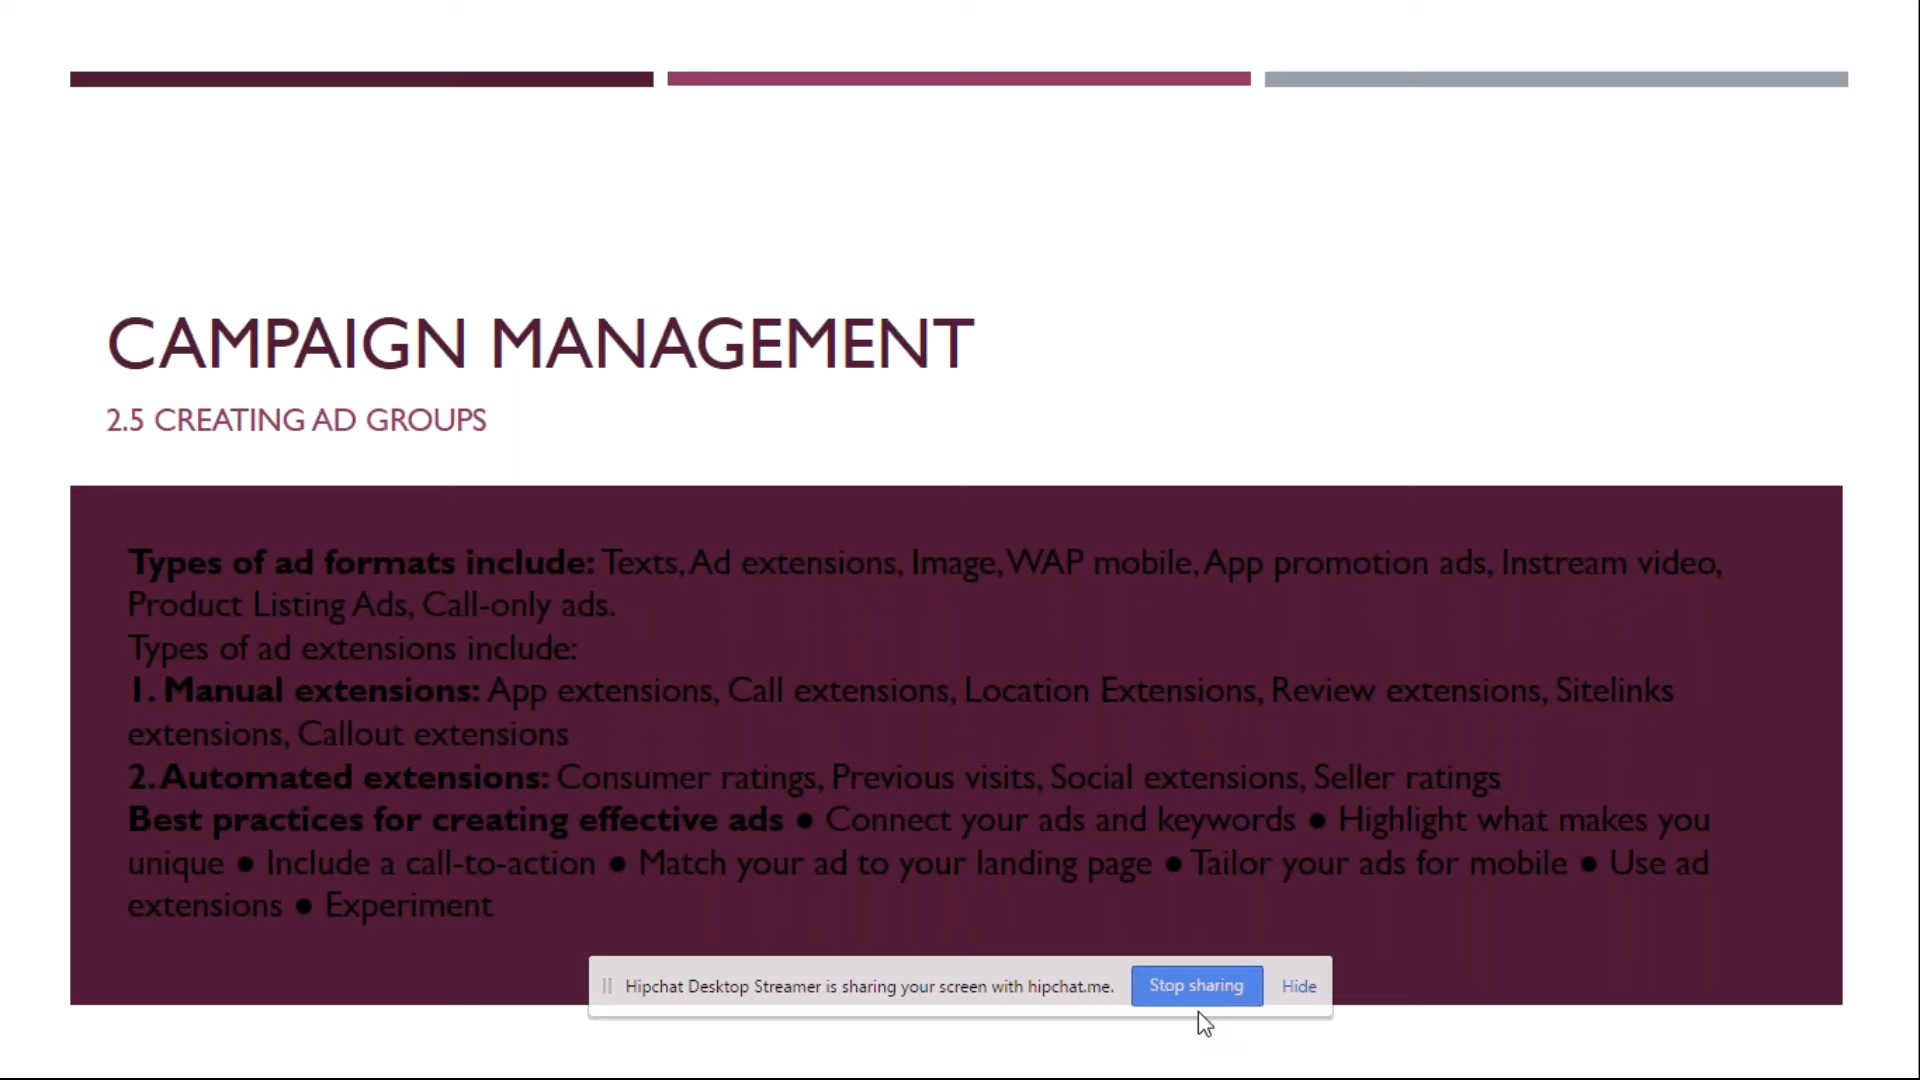 CAMPAIGN MANAGEMENT
2.5 CREATING AD GROUPS
Types of ad formats include: Texts, Ad extensions, Image, WAP mobile, App promotion ads, Instream video,
Product Listing Ads, Call-only ads.
Types of ad extensions include:
1. Manual extensions: App extensions, Call extensions, Location Extensions, Review extensions, Sitelinks
extensions, Callout extensions
2. Automated extensions: Consumer ratings, Previous visits, Social extensions, Seller ratings
Best practices for creating effective ads ● Connect your ads and keywords ● Highlight what makes you
unique ● Include a call-to-action ● Match your ad to your landing page ● Tailor your ads for mobile ● Use ad
extensions ● Experiment
Hipchat Desktop Streamer is sharing your screen with hipchat.me. Stop sharing Hide